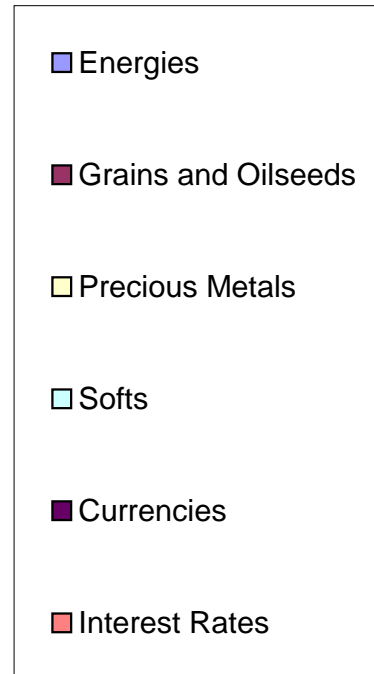 Energies
Grains and Oilseeds
Precious Metals
Softs
Currencies
Interest Rates